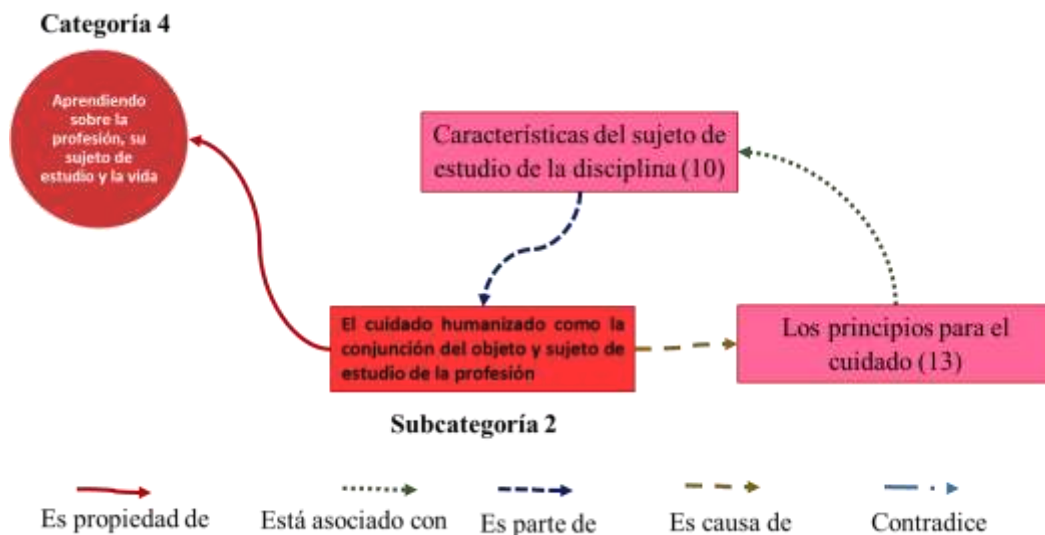 Categoría 4
Aprendiendo
sobre la
profesión, su
sujeto de
estudio y la vida
Características del sujeto de
estudio de la disciplina (10)
El cuidado humanizado como la
conjunción del objeto y sujeto de
estudio de la profesión
Los principios para el
cuidado (13)
Subcategoría 2
Es propiedad de
Está asociado con
Es parte de
Es causa de
Contradice